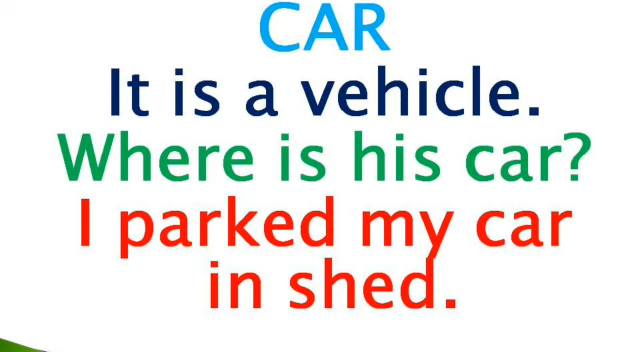 CAR
It is a vehicle.
Where is his car?
I parked my car
in shed.